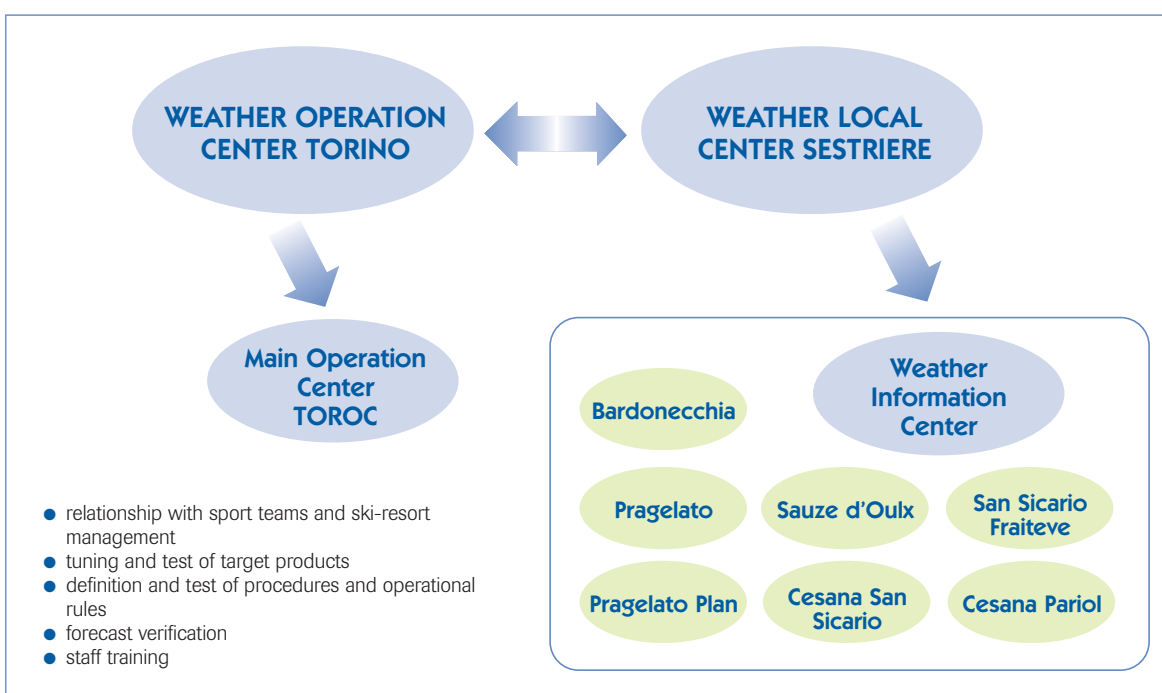 WEATHER OPERATION
CENTER TORINO
WEATHER LOCAL
CENTER SESTRIERE
Main Operation
Center
TOROC
Weather
Information
Center
Bardonecchia
Pragelato
Sauze d'Oulx
San Sicario
Fraiteve
Pragelato Plan
Cesana San
Sicario
Cesana Pariol
● relationship with sport teams and ski-resort
management
● tuning and test of target products
● definition and test of procedures and operational
rules
● forecast verification
● staff training